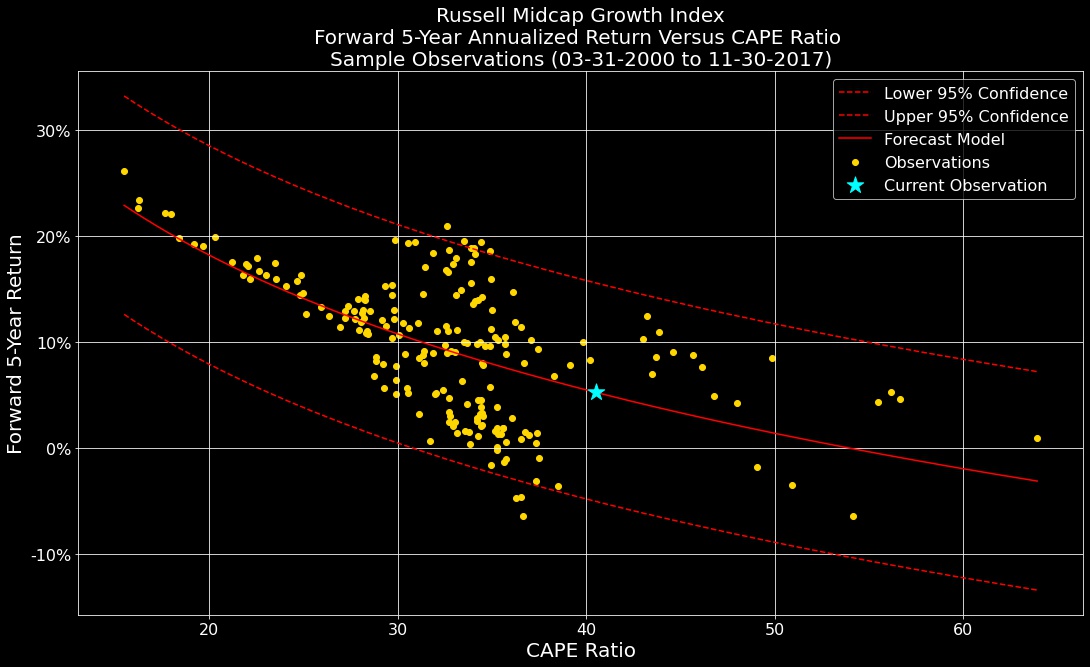 Russell Midcap Growth Index
Forward 5-Year Annualized Return Versus CAPE Ratio
Sample Observations (03-31-2000 to 11-30-2017)
Lower 95% Confidence
Upper 95% Confidence
Forecast Model
Observations
Current Observation
Forward 5-Year Return
30%
20%
10%
0%
-10%
20
30
40
50
60
CAPE Ratio